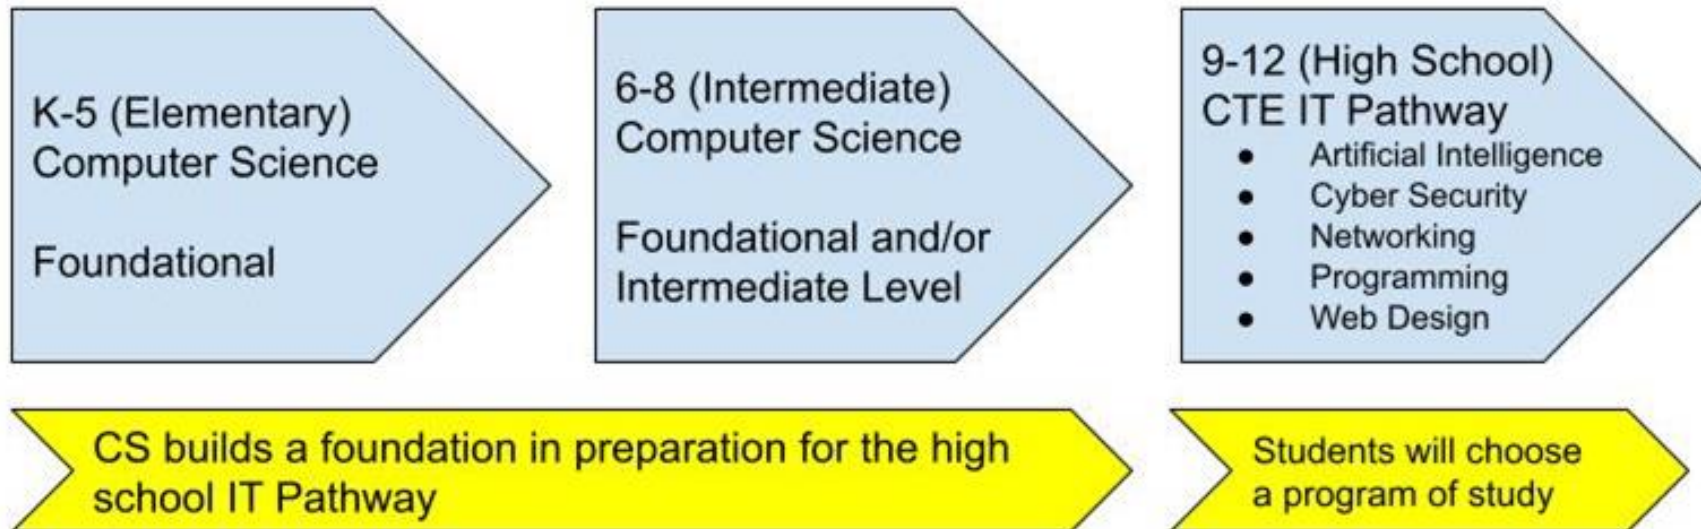 K-5 (Elementary)
Computer Science
Foundational
6-8 (Intermediate)
Computer Science
Foundational and/or
Intermediate Level
9-12 (High School)
CTE IT Pathway
● Artificial Intelligence
● Cyber Security
● Networking
● Programming
● Web Design
CS builds a foundation in preparation for the high
school IT Pathway
Students will choose
a program of study